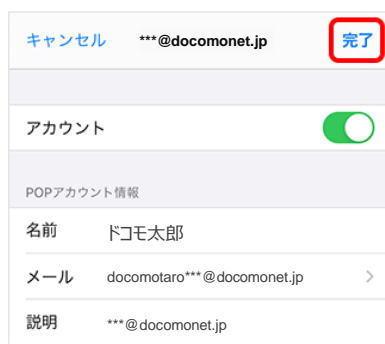 キャンセル ***@docomonet.jp 完了
アカウント
POPアカウント情報
名前 ドコモ太郎
メール docomotaro***@docomonet.jp
説明 ***@docomonet.jp